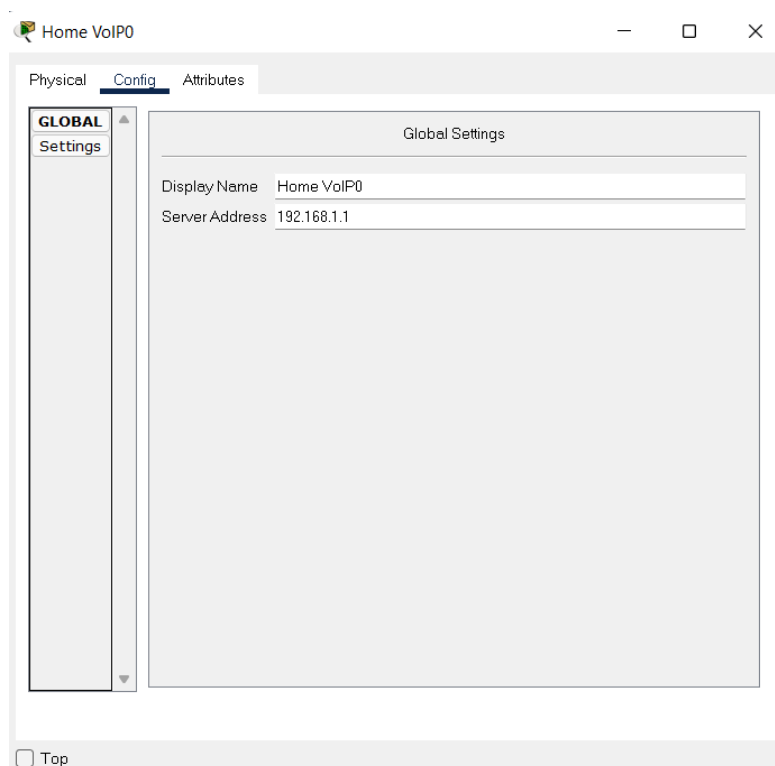 Home VoIP0
Physical Config Attributes
GLOBAL
Settings
Global Settings
Display Name Home VoIP0
Server Address 192.168.1.1
Top